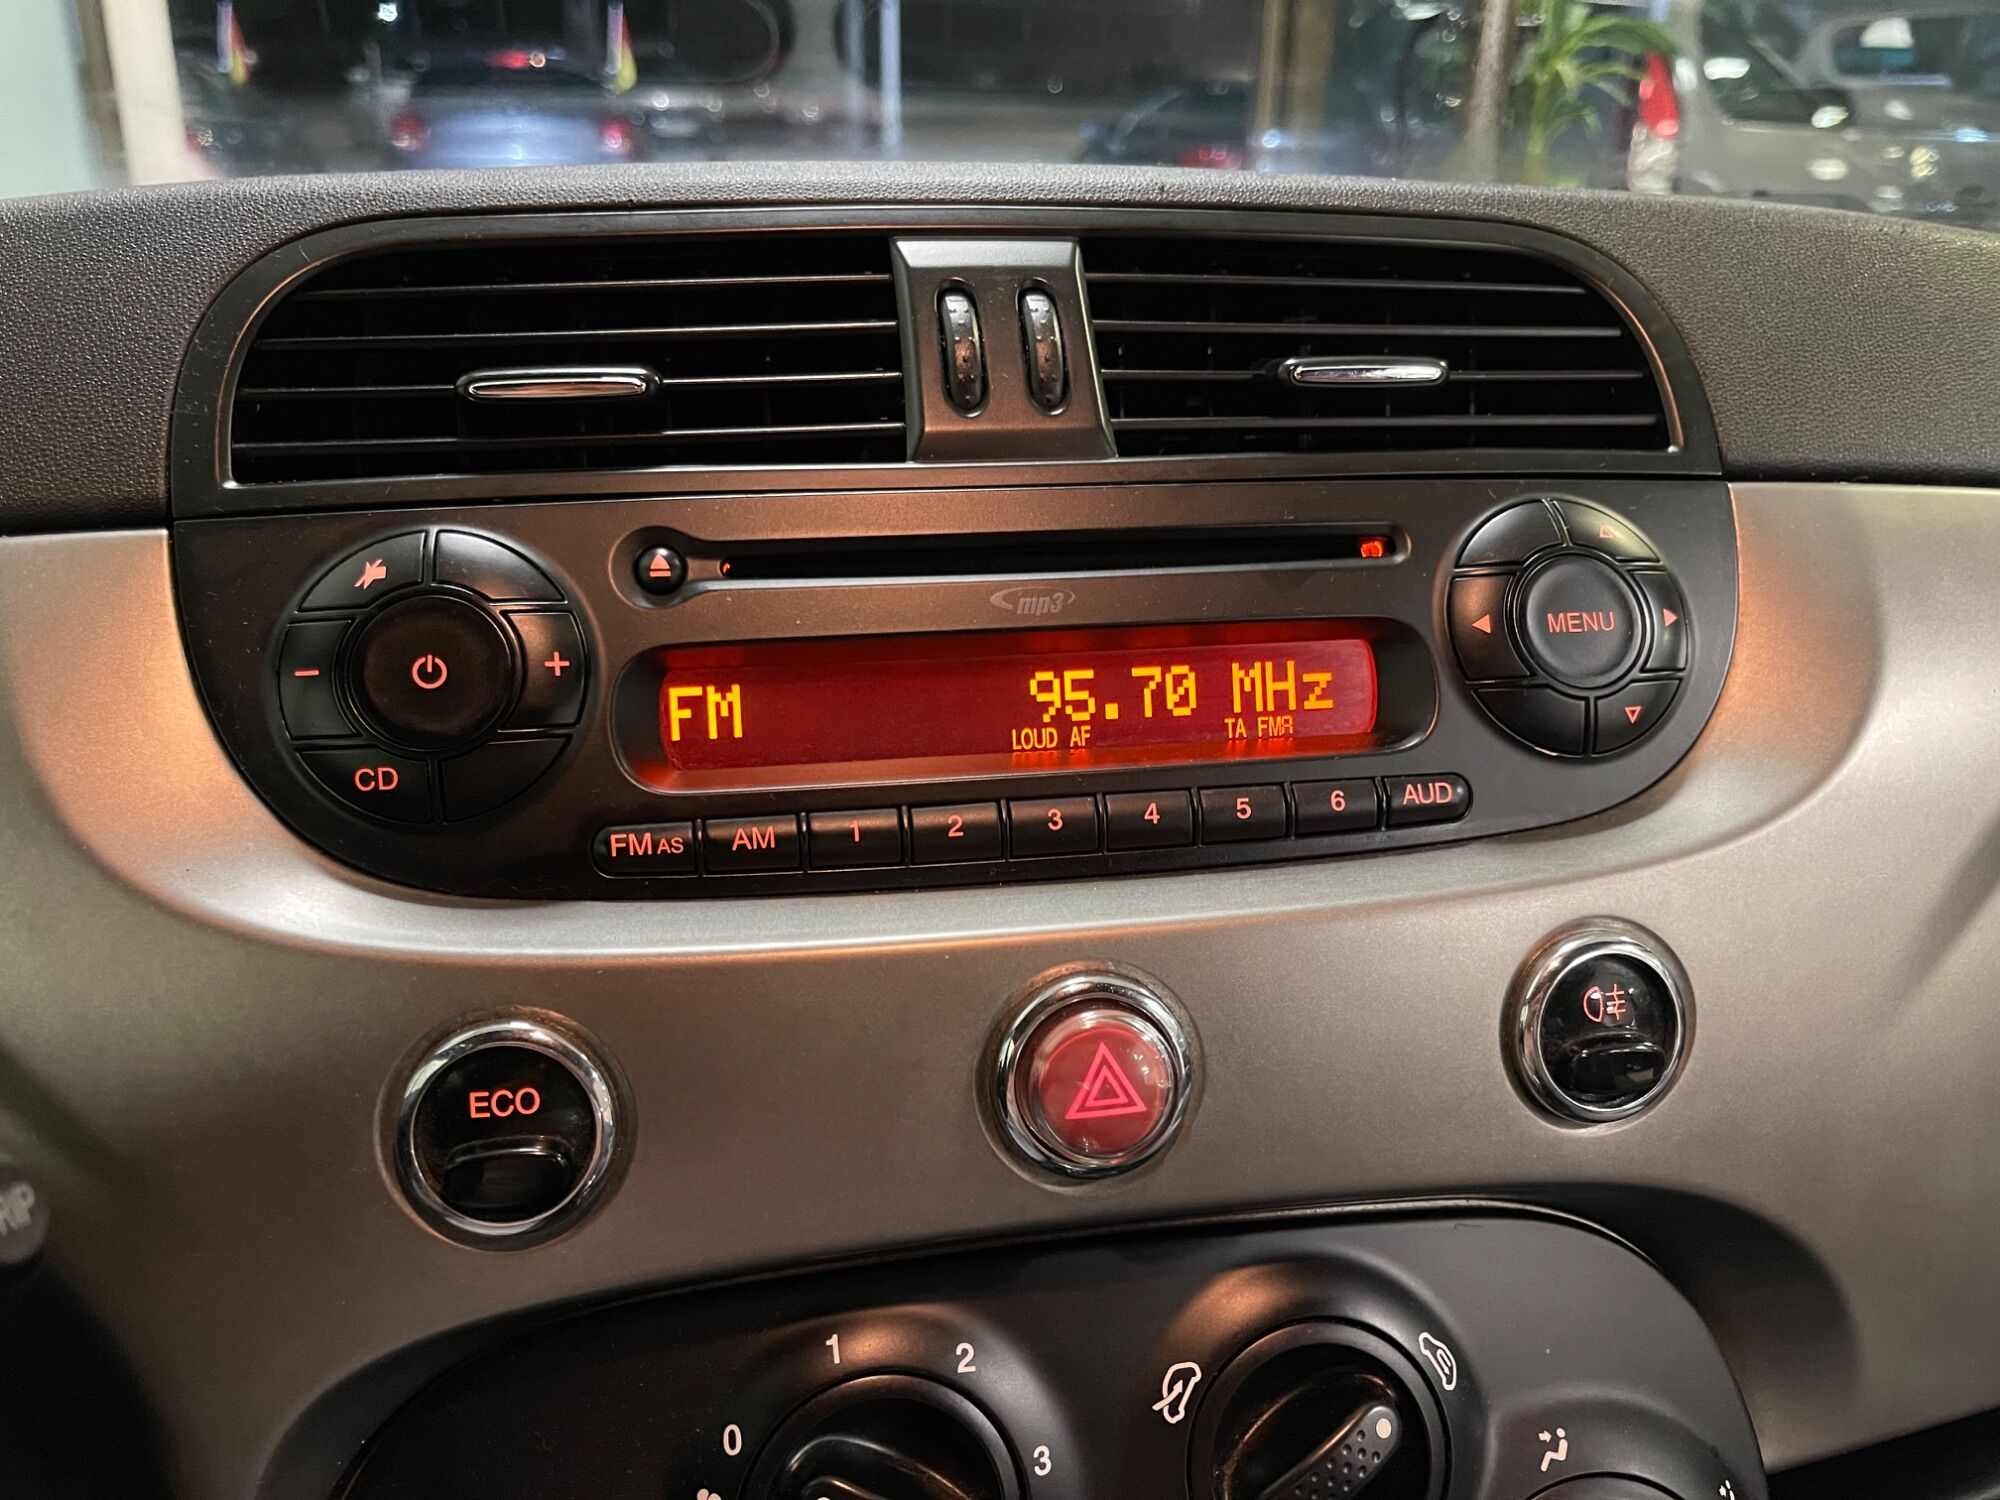 mp3
MENU
FM 95.70 MHz
LOUD AF TA FMA
CD
FM AS AM 1 2 3 4 5 6 AUD
ECO
1 2
0 3